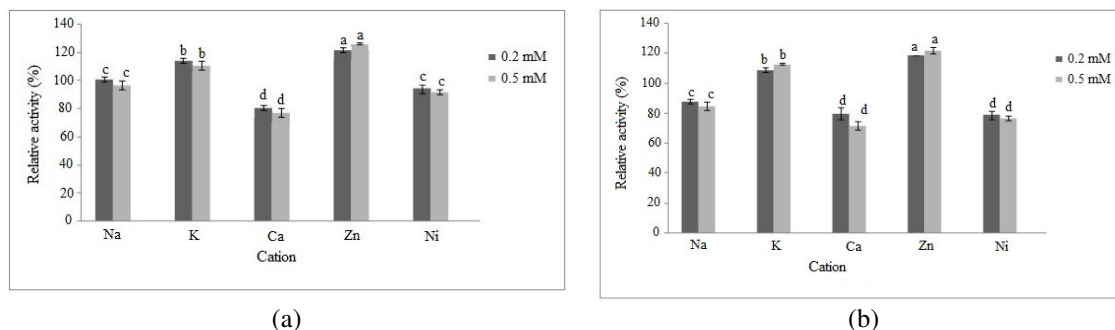 140
120
100
80
60
40
20
0
Relative activity (%)
c c
b b
d d
a a
c c
Na K Ca Zn Ni
Cation
0.2 mM
0.5 mM
(a)
140
120
100
80
60
40
20
0
Relative activity (%)
c c
b b
d d
a a
d d
Na K Ca Zn Ni
Cation
0.2 mM
0.5 mM
(b)